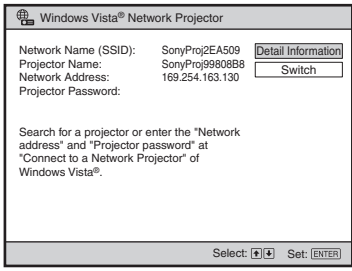 Windows Vista® Network Projector
Network Name (SSID): SonyProj2EA509
Projector Name: SonyProj99808B8
Network Address: 169.254.163.130
Projector Password:
Detail Information
Switch
Search for a projector or enter the "Network
address" and "Projector password" at
"Connect to a Network Projector" of
Windows Vista®.
Select: Set: ENTER